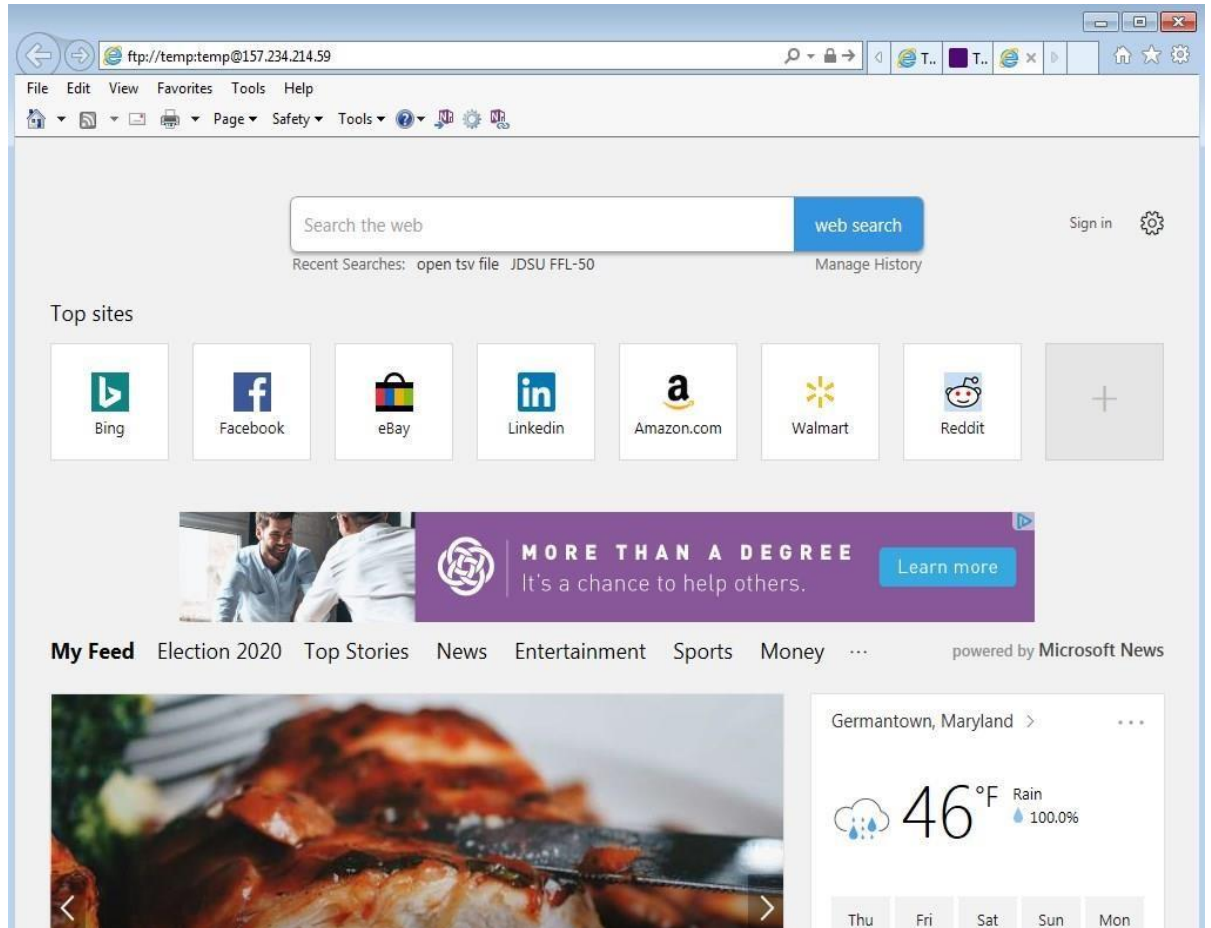 ftp://temp:temp@157.234.214.59
T..
T..
File Edit View Favorites Tools Help
Page Safety Tools
Search the web
web search
Sign in
Recent Searches: open tsv file JDSU FFL-50
Manage History
Top sites
Bing
Facebook
eBay
Linkedin
Amazon.com
Walmart
Reddit
MORE THAN A DEGREE
It's a chance to help others.
Learn more
My Feed Election 2020 Top Stories News Entertainment Sports Money ...
powered by Microsoft News
Germantown, Maryland
46 °F
Rain
100.0%
Thu Fri Sat Sun Mon